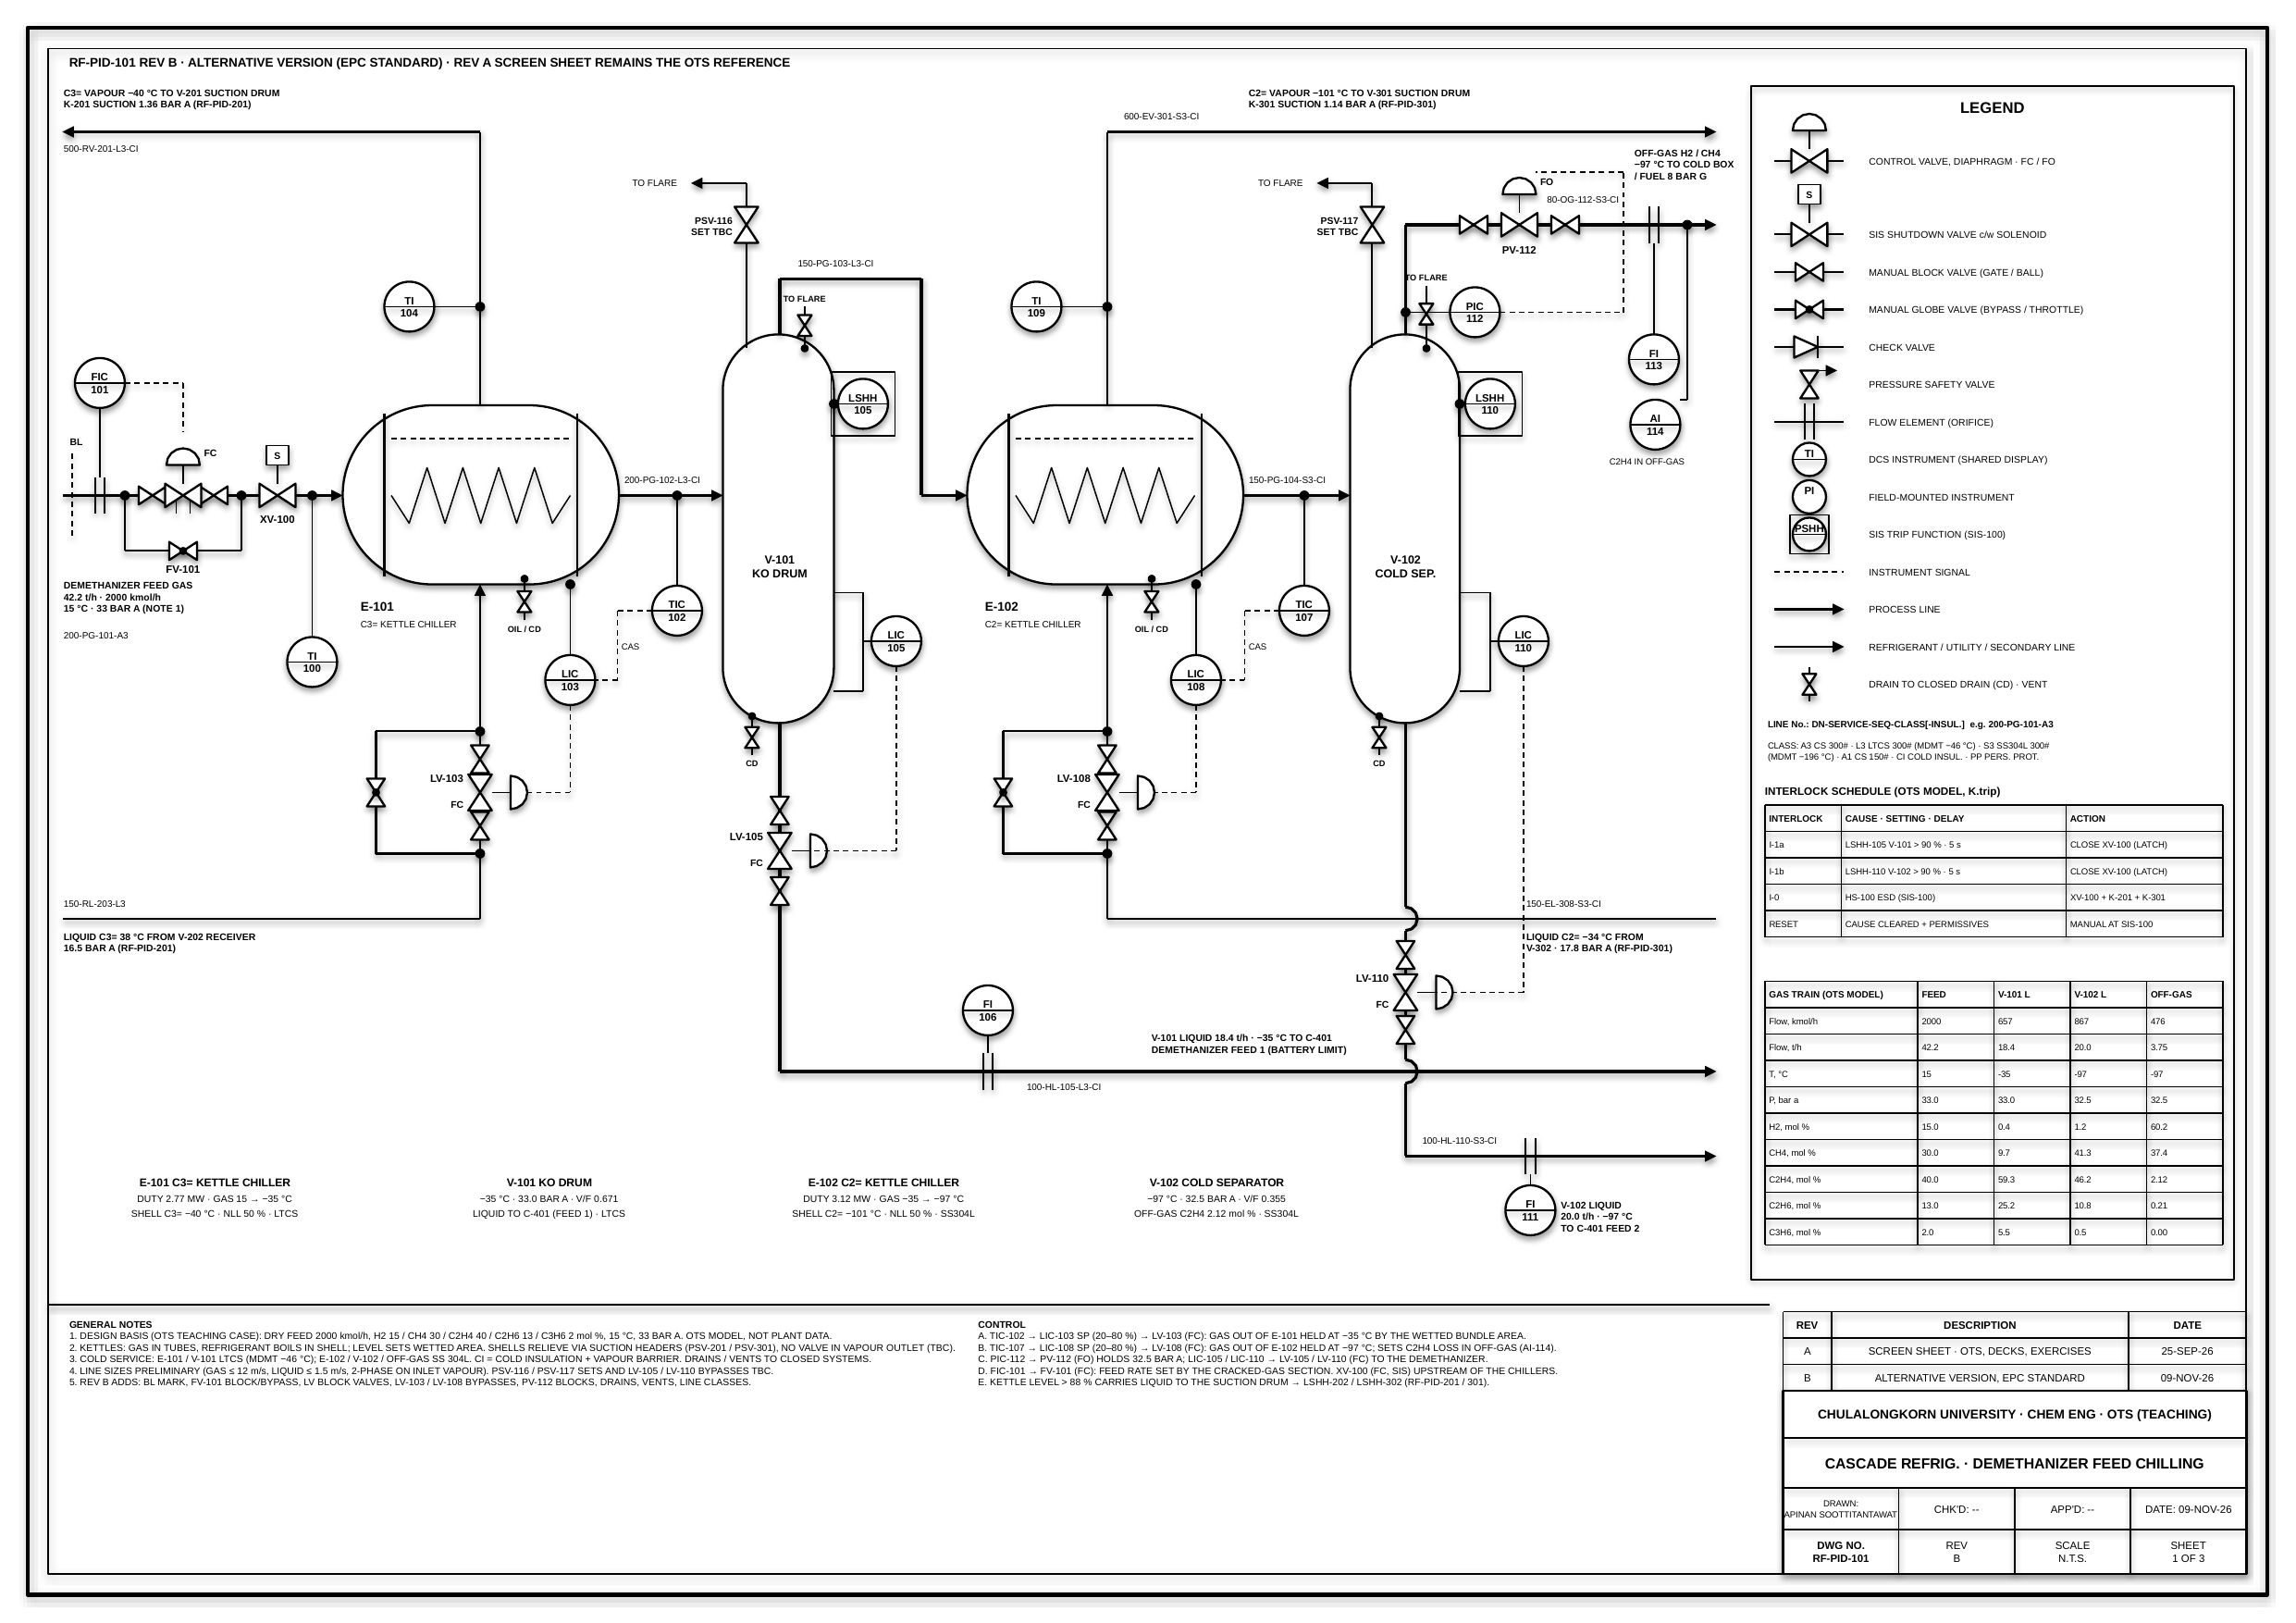 RF-PID-101 REV B · ALTERNATIVE VERSION (EPC STANDARD) · REV A SCREEN SHEET REMAINS THE OTS REFERENCE
C3= VAPOUR −40 °C TO V-201 SUCTION DRUM
K-201 SUCTION 1.36 BAR A (RF-PID-201)
500-RV-201-L3-CI
C2= VAPOUR −101 °C TO V-301 SUCTION DRUM
K-301 SUCTION 1.14 BAR A (RF-PID-301)
600-EV-301-S3-CI
TO FLARE
PSV-116
SET TBC
150-PG-103-L3-CI
TO FLARE
TI
104
TO FLARE
PSV-117
SET TBC
TI
109
OFF-GAS H2 / CH4
−97 °C TO COLD BOX
/ FUEL 8 BAR G
FO
80-OG-112-S3-CI
PV-112
TO FLARE
PIC
112
FI
113
AI
114
C2H4 IN OFF-GAS
FIC
101
BL
FC
S
XV-100
FV-101
DEMETHANIZER FEED GAS
42.2 t/h · 2000 kmol/h
15 °C · 33 BAR A (NOTE 1)
200-PG-101-A3
TI
100
E-101
C3= KETTLE CHILLER
OIL / CD
200-PG-102-L3-CI
TIC
102
CAS
LIC
103
LSHH
105
V-101
KO DRUM
LIC
105
CD
LV-103
FC
LV-105
FC
E-102
C2= KETTLE CHILLER
OIL / CD
150-PG-104-S3-CI
TIC
107
CAS
LIC
108
LSHH
110
V-102
COLD SEP.
LIC
110
CD
LV-108
FC
150-RL-203-L3
LIQUID C3= 38 °C FROM V-202 RECEIVER
16.5 BAR A (RF-PID-201)
150-EL-308-S3-CI
LIQUID C2= −34 °C FROM
V-302 · 17.8 BAR A (RF-PID-301)
LV-110
FC
FI
106
V-101 LIQUID 18.4 t/h · −35 °C TO C-401
DEMETHANIZER FEED 1 (BATTERY LIMIT)
100-HL-105-L3-CI
100-HL-110-S3-CI
FI
111
V-102 LIQUID
20.0 t/h · −97 °C
TO C-401 FEED 2
E-101 C3= KETTLE CHILLER
DUTY 2.77 MW · GAS 15 → −35 °C
SHELL C3= −40 °C · NLL 50 % · LTCS
V-101 KO DRUM
−35 °C · 33.0 BAR A · V/F 0.671
LIQUID TO C-401 (FEED 1) · LTCS
E-102 C2= KETTLE CHILLER
DUTY 3.12 MW · GAS −35 → −97 °C
SHELL C2= −101 °C · NLL 50 % · SS304L
V-102 COLD SEPARATOR
−97 °C · 32.5 BAR A · V/F 0.355
OFF-GAS C2H4 2.12 mol % · SS304L
LEGEND
CONTROL VALVE, DIAPHRAGM · FC / FO
S
SIS SHUTDOWN VALVE c/w SOLENOID
MANUAL BLOCK VALVE (GATE / BALL)
MANUAL GLOBE VALVE (BYPASS / THROTTLE)
CHECK VALVE
PRESSURE SAFETY VALVE
FLOW ELEMENT (ORIFICE)
TI
DCS INSTRUMENT (SHARED DISPLAY)
PI
FIELD-MOUNTED INSTRUMENT
PSHH
SIS TRIP FUNCTION (SIS-100)
INSTRUMENT SIGNAL
PROCESS LINE
REFRIGERANT / UTILITY / SECONDARY LINE
DRAIN TO CLOSED DRAIN (CD) · VENT
LINE No.: DN-SERVICE-SEQ-CLASS[-INSUL.] e.g. 200-PG-101-A3
CLASS: A3 CS 300# · L3 LTCS 300# (MDMT −46 °C) · S3 SS304L 300#
(MDMT −196 °C) · A1 CS 150# · CI COLD INSUL. · PP PERS. PROT.
INTERLOCK SCHEDULE (OTS MODEL, K.trip)
INTERLOCK CAUSE · SETTING · DELAY ACTION
I-1a LSHH-105 V-101 > 90 % · 5 s CLOSE XV-100 (LATCH)
I-1b LSHH-110 V-102 > 90 % · 5 s CLOSE XV-100 (LATCH)
I-0 HS-100 ESD (SIS-100) XV-100 + K-201 + K-301
RESET CAUSE CLEARED + PERMISSIVES MANUAL AT SIS-100
GAS TRAIN (OTS MODEL) FEED V-101 L V-102 L OFF-GAS
Flow, kmol/h 2000 657 867 476
Flow, t/h 42.2 18.4 20.0 3.75
T, °C 15 -35 -97 -97
P, bar a 33.0 33.0 32.5 32.5
H2, mol % 15.0 0.4 1.2 60.2
CH4, mol % 30.0 9.7 41.3 37.4
C2H4, mol % 40.0 59.3 46.2 2.12
C2H6, mol % 13.0 25.2 10.8 0.21
C3H6, mol % 2.0 5.5 0.5 0.00
GENERAL NOTES
1. DESIGN BASIS (OTS TEACHING CASE): DRY FEED 2000 kmol/h, H2 15 / CH4 30 / C2H4 40 / C2H6 13 / C3H6 2 mol %, 15 °C, 33 BAR A. OTS MODEL, NOT PLANT DATA.
2. KETTLES: GAS IN TUBES, REFRIGERANT BOILS IN SHELL; LEVEL SETS WETTED AREA. SHELLS RELIEVE VIA SUCTION HEADERS (PSV-201 / PSV-301), NO VALVE IN VAPOUR OUTLET (TBC).
3. COLD SERVICE: E-101 / V-101 LTCS (MDMT −46 °C); E-102 / V-102 / OFF-GAS SS 304L. CI = COLD INSULATION + VAPOUR BARRIER. DRAINS / VENTS TO CLOSED SYSTEMS.
4. LINE SIZES PRELIMINARY (GAS ≤ 12 m/s, LIQUID ≤ 1.5 m/s, 2-PHASE ON INLET VAPOUR). PSV-116 / PSV-117 SETS AND LV-105 / LV-110 BYPASSES TBC.
5. REV B ADDS: BL MARK, FV-101 BLOCK/BYPASS, LV BLOCK VALVES, LV-103 / LV-108 BYPASSES, PV-112 BLOCKS, DRAINS, VENTS, LINE CLASSES.
CONTROL
A. TIC-102 → LIC-103 SP (20–80 %) → LV-103 (FC): GAS OUT OF E-101 HELD AT −35 °C BY THE WETTED BUNDLE AREA.
B. TIC-107 → LIC-108 SP (20–80 %) → LV-108 (FC): GAS OUT OF E-102 HELD AT −97 °C; SETS C2H4 LOSS IN OFF-GAS (AI-114).
C. PIC-112 → PV-112 (FO) HOLDS 32.5 BAR A; LIC-105 / LIC-110 → LV-105 / LV-110 (FC) TO THE DEMETHANIZER.
D. FIC-101 → FV-101 (FC): FEED RATE SET BY THE CRACKED-GAS SECTION. XV-100 (FC, SIS) UPSTREAM OF THE CHILLERS.
E. KETTLE LEVEL > 88 % CARRIES LIQUID TO THE SUCTION DRUM → LSHH-202 / LSHH-302 (RF-PID-201 / 301).
REV DESCRIPTION DATE
A SCREEN SHEET · OTS, DECKS, EXERCISES 25-SEP-26
B ALTERNATIVE VERSION, EPC STANDARD 09-NOV-26
CHULALONGKORN UNIVERSITY · CHEM ENG · OTS (TEACHING)
CASCADE REFRIG. · DEMETHANIZER FEED CHILLING
DRAWN:
APINAN SOOTTITANTAWAT
CHK'D: --
APP'D: --
DATE: 09-NOV-26
DWG NO.
RF-PID-101
REV
B
SCALE
N.T.S.
SHEET
1 OF 3